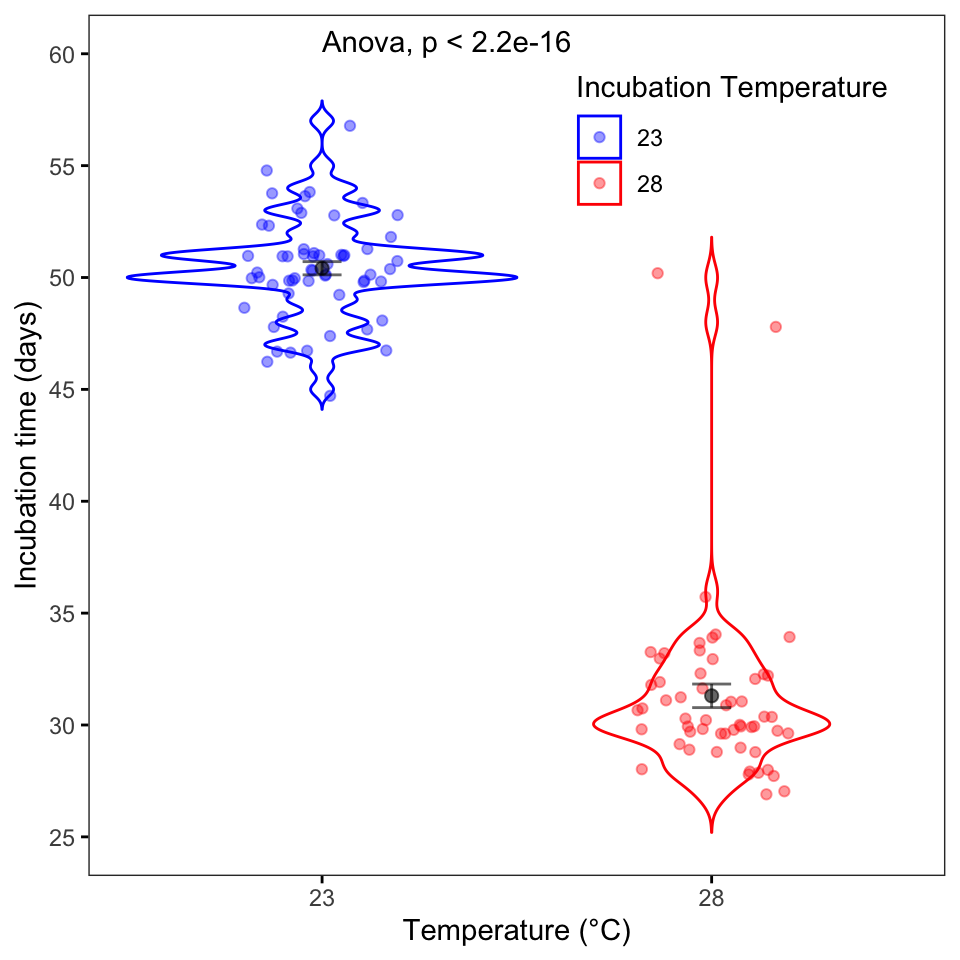 Anova, p < 2.2e-16
Incubation Temperature
23
28
60
55
50
45
40
35
30
25
Incubation time (days)
23 28
Temperature (°C)